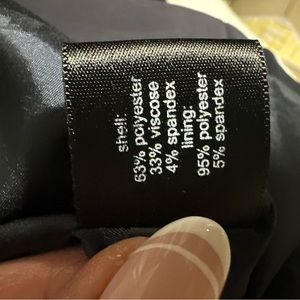 shell:
63% polyester
33% viscose
4% spandex
lining:
95% polyester
5% spandex